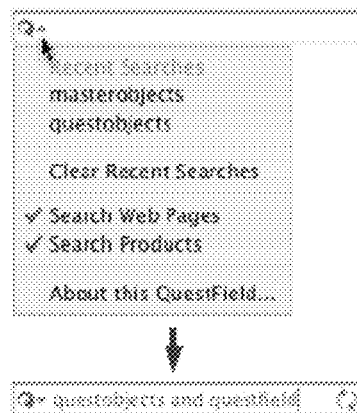 Recent Searches
masterobjects
questobjects
Clear Recent Searches
✓ Search Web Pages
✓ Search Products
About this QuestField...
questobjects and questfield